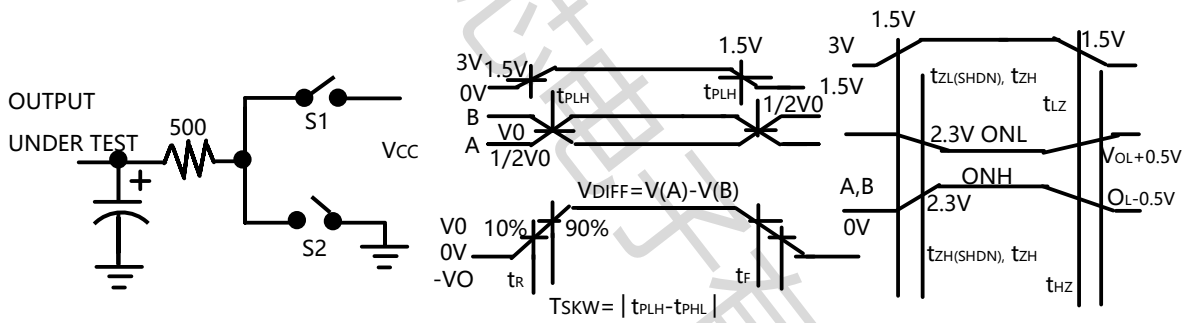 OUTPUT
UNDER TEST
500
S1
VCC
S2
3V
1.5V
0V
1.5V
tPLH
tPLH
B
A
V0
1/2V0
1/2V0
VDIFF=V(A)-V(B)
V0
0V
-VO
10%
90%
tR
tF
TSKW=|tPLH-tPHL|
1.5V
3V
1.5V
1.5V
tZL(SHDN), tZH
tLZ
2.3V ONL
VOL+0.5V
A,B
ONH
0V
2.3V
OL-0.5V
tZH(SHDN), tZH
tHZ